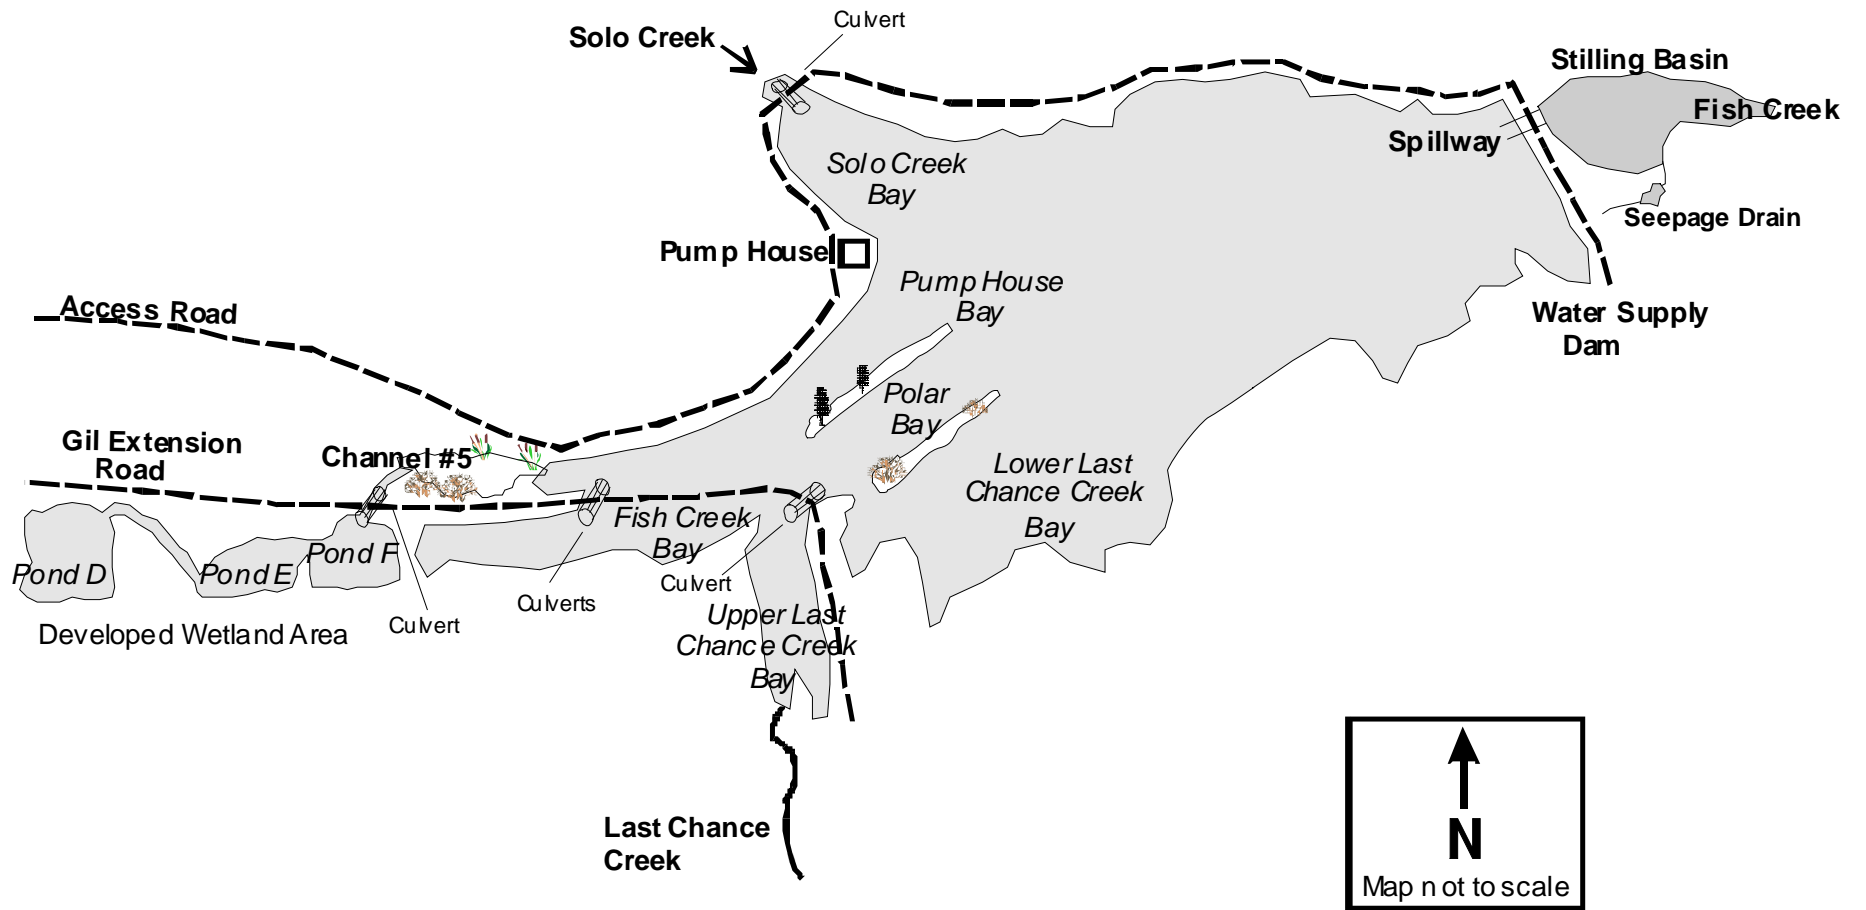 Culvert
Solo Creek
Stilling Basin
Fish Creek
Spillway
Solo Creek
Bay
Seepage Drain
Pump House
Pump House
Bay
Access Road
Water Supply
Dam
Polar
Bay
Gil Extension
Road
Channel #5
Lower Last
Chance Creek
Bay
Fish Creek
Bay
Pond D
Pond E
Pond F
Culvert
Culverts
Culvert
Developed Wetland Area
Upper Last
Chance Creek
Bay
Last Chance
Creek
N
Map not to scale